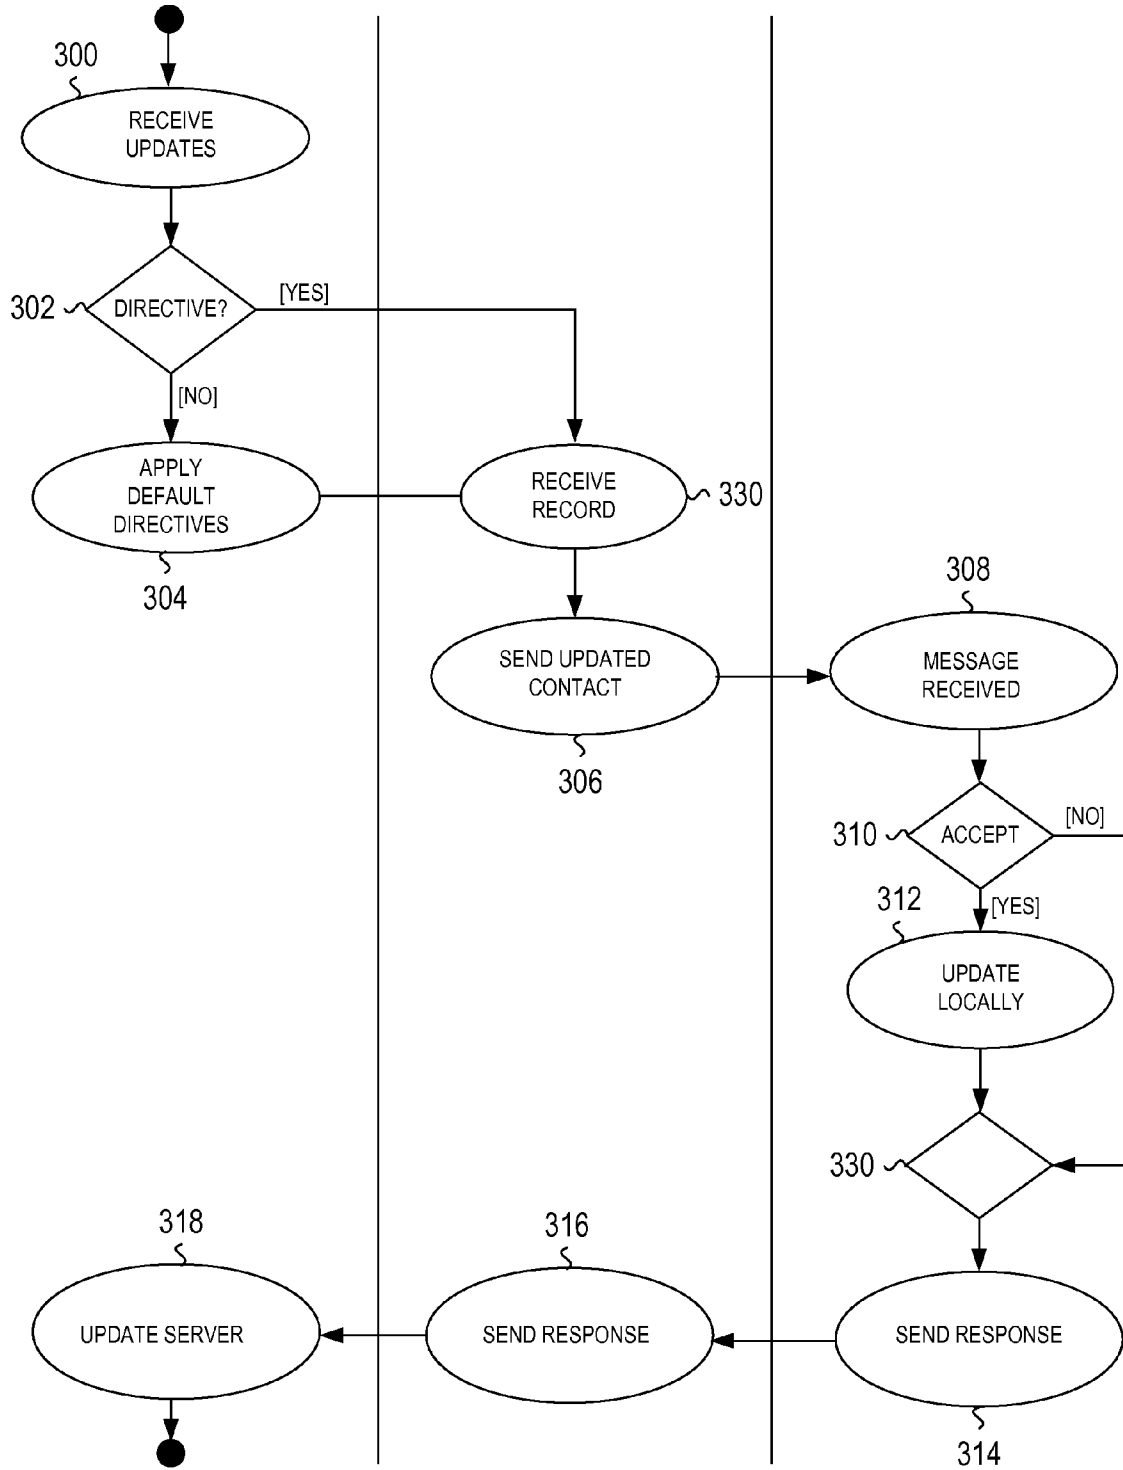 300
RECEIVE
UPDATES
302
DIRECTIVE?
[YES]
[NO]
APPLY
DEFAULT
DIRECTIVES
304
RECEIVE
RECORD
330
SEND UPDATED
CONTACT
306
308
MESSAGE
RECEIVED
310
ACCEPT
[NO]
[YES]
312
UPDATE
LOCALLY
330
318
UPDATE SERVER
316
SEND RESPONSE
SEND RESPONSE
314